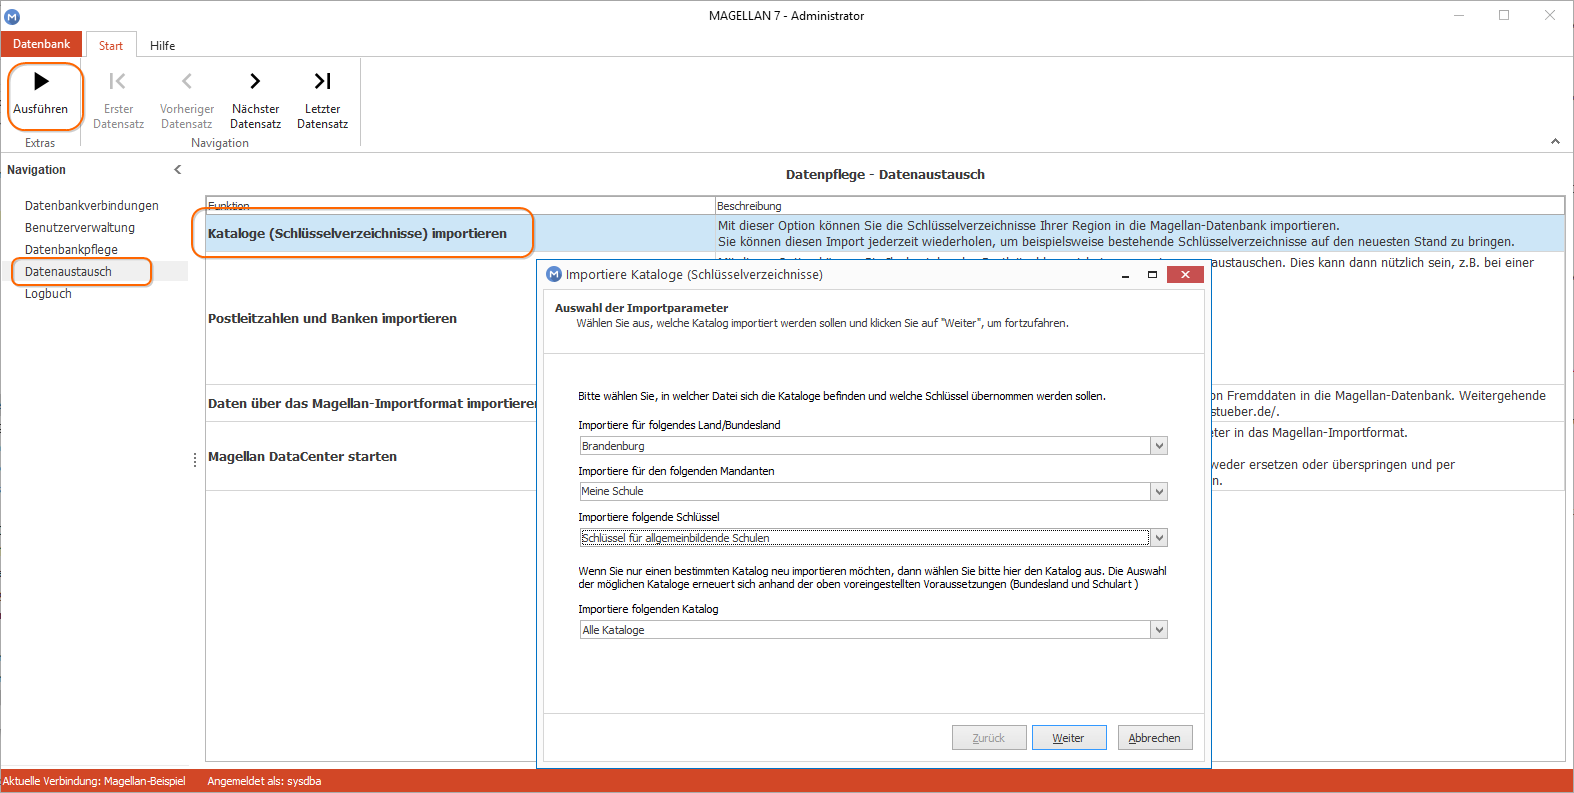 MAGELLAN 7 - Administrator
Datenbank
Start
Hilfe
Ausführen
Erster
Datensatz
Vorheriger
Datensatz
Nächster
Datensatz
Letzter
Datensatz
Extras
Navigation
Navigation
Datenbankverbindungen
Benutzerverwaltung
Datenbankpflege
Datenaustausch
Logbuch
Datenpflege - Datenaustausch
Funktion
Beschreibung
Kataloge (Schlüsselverzeichnisse) importieren
Mit dieser Option können Sie die Schlüsselverzeichnisse Ihrer Region in die Magellan-Datenbank importieren.
Sie können diesen Import jederzeit wiederholen, um beispielsweise bestehende Schlüsselverzeichnisse auf den neuesten Stand zu bringen.
austauschen. Dies kann dann nützlich sein, z.B. bei einer
Postleitzahlen und Banken importieren
Daten über das Magellan-Importformat importieren
on Fremddaten in die Magellan-Datenbank. Weitergehende
stueber.de/.
Magellan DataCenter starten
eter in das Magellan-Importformat.
weder ersetzen oder überspringen und per
n.
Importiere Kataloge (Schlüsselverzeichnisse)
Auswahl der Importparameter
Wählen Sie aus, welche Katalog importiert werden sollen und klicken Sie auf "Weiter", um fortzufahren.
Bitte wählen Sie, in welcher Datei sich die Kataloge befinden und welche Schlüssel übernommen werden sollen.
Importiere für folgendes Land/Bundesland
Brandenburg
Importiere für den folgenden Mandanten
Meine Schule
Importiere folgende Schlüssel
Schlüssel für allgemeinbildende Schulen
Wenn Sie nur einen bestimmten Katalog neu importieren möchten, dann wählen Sie bitte hier den Katalog aus. Die Auswahl
der möglichen Kataloge erneuert sich anhand der oben voreingestellten Voraussetzungen (Bundesland und Schulart )
Importiere folgenden Katalog
Alle Kataloge
Zurück
Weiter
Abbrechen
Aktuelle Verbindung: Magellan-Beispiel
Angemeldet als: sysdba